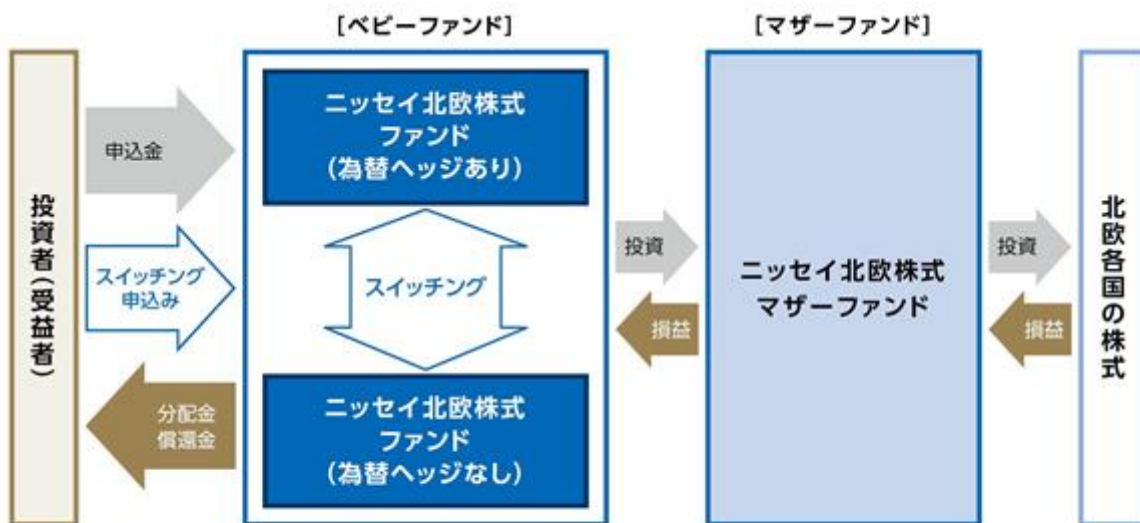 [ベビーファンド]
[マザーファンド]
投資者(受益者)
申込金
スイッチング
申込み
分配金
償還金
ニッセイ北欧株式
ファンド
(為替ヘッジあり)
スイッチング
ニッセイ北欧株式
ファンド
(為替ヘッジなし)
投資
損益
ニッセイ北欧株式
マザーファンド
投資
損益
北欧各国の株式